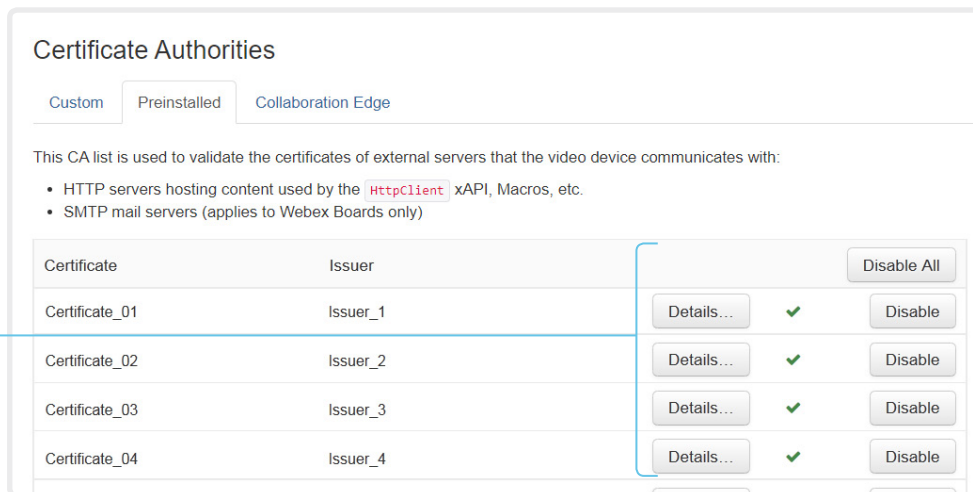 Certificate Authorities
Custom Preinstalled Collaboration Edge
This CA list is used to validate the certificates of external servers that the video device communicates with:
• HTTP servers hosting content used by the HttpClient xAPI, Macros, etc.
• SMTP mail servers (applies to Webex Boards only)
Certificate Issuer Disable All
Certificate_01 Issuer_1 Details... Disable
Certificate_02 Issuer_2 Details... Disable
Certificate_03 Issuer_3 Details... Disable
Certificate_04 Issuer_4 Details... Disable